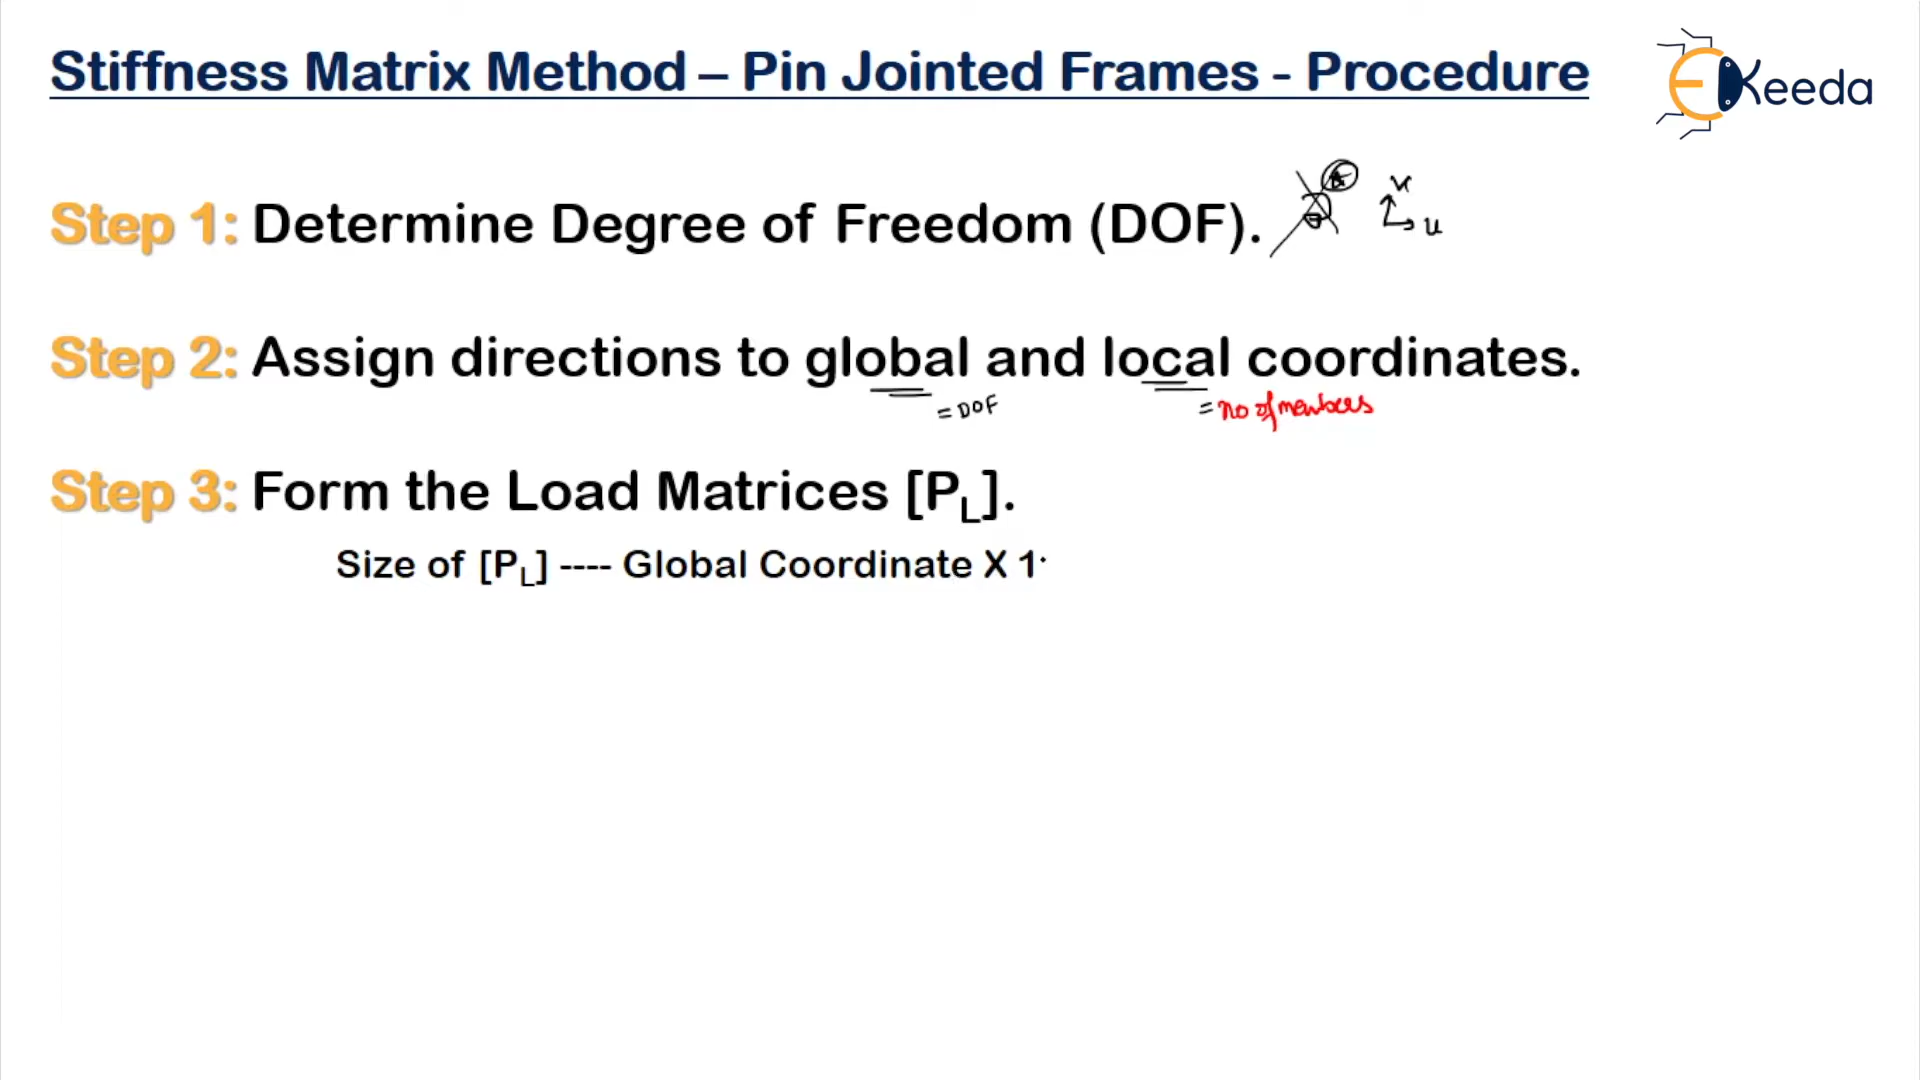 Stiffness Matrix Method – Pin Jointed Frames - Procedure
EKeeda
Step 1: Determine Degree of Freedom (DOF).
u
Step 2: Assign directions to global and local coordinates.
= DOF
= no of members
Step 3: Form the Load Matrices [P_L].
Size of [P_L] ---- Global Coordinate X 1